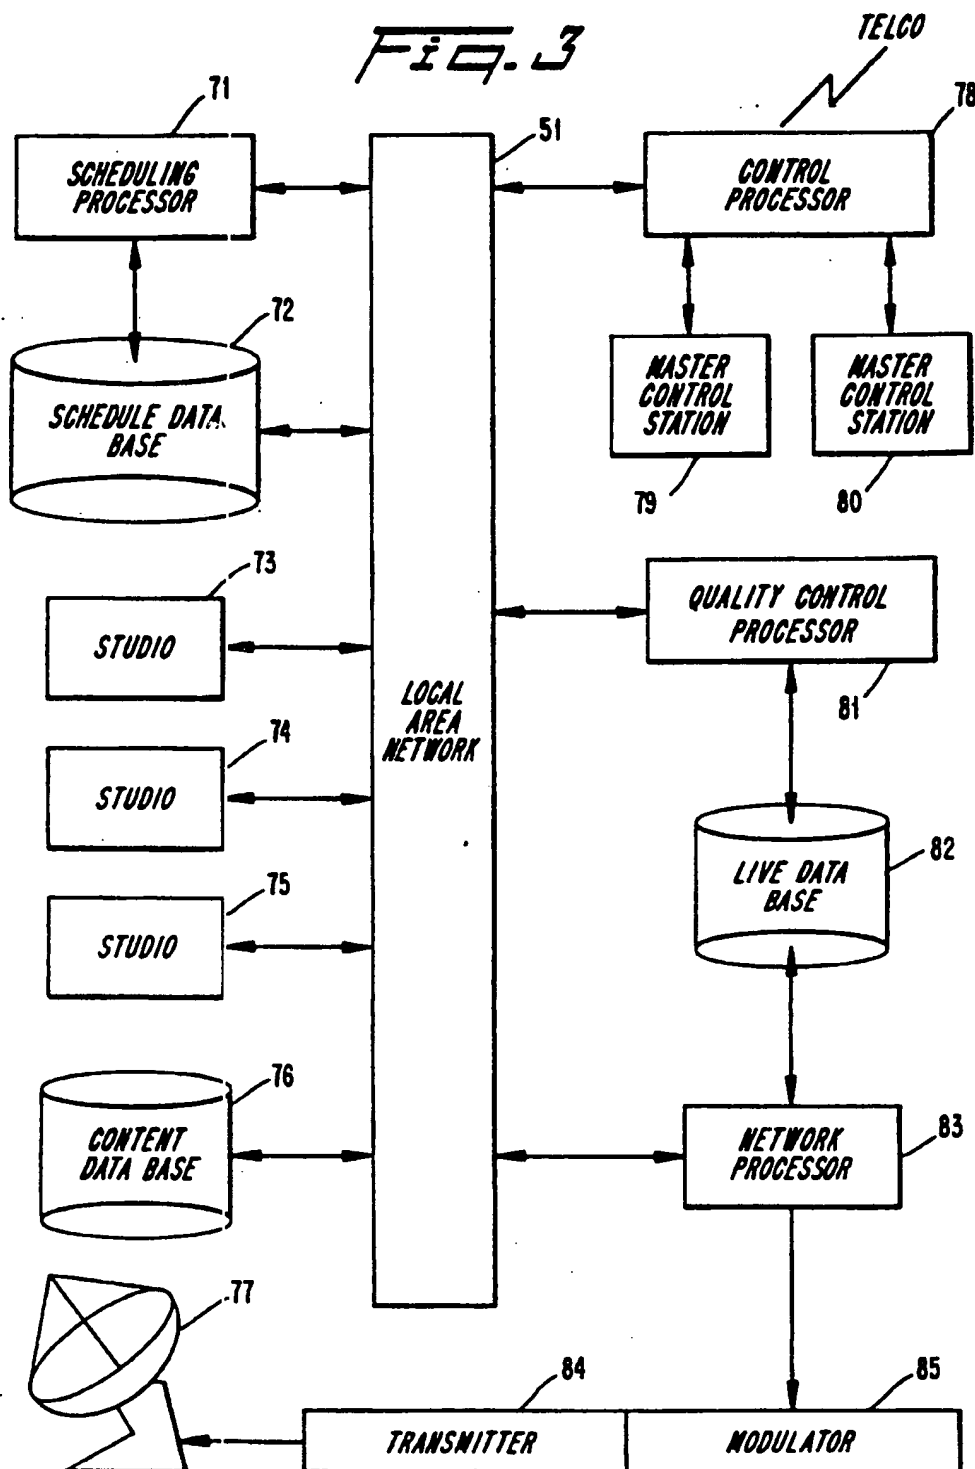 Fig. 3
TELCO
71
51
78
SCHEDULING
PROCESSOR
CONTROL
PROCESSOR
72
SCHEDULE DATA
BASE
MASTER
CONTROL
STATION
MASTER
CONTROL
STATION
79
80
73
STUDIO
QUALITY CONTROL
PROCESSOR
81
LOCAL
AREA
NETWORK
74
STUDIO
82
LIVE DATA
BASE
75
STUDIO
76
CONTENT
DATA BASE
83
NETWORK
PROCESSOR
77
84
85
TRANSMITTER
MODULATOR